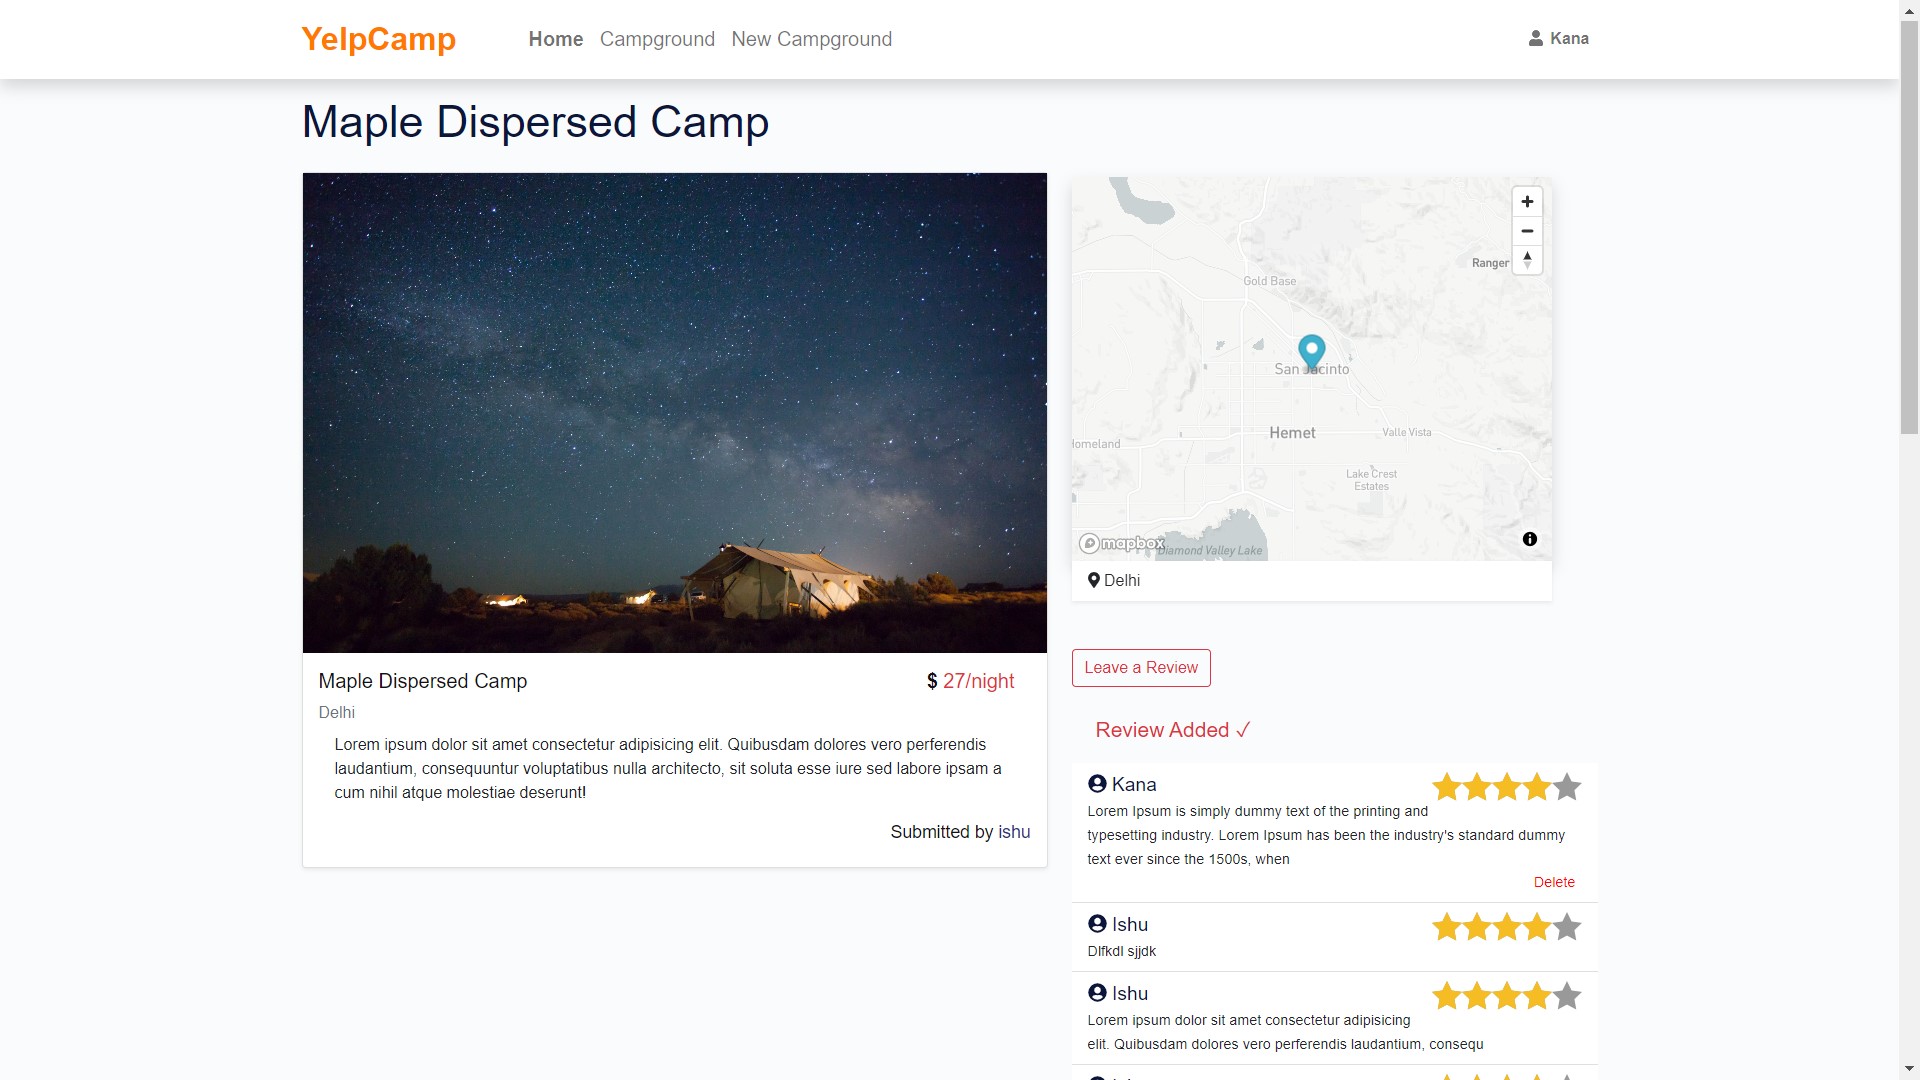 YelpCamp
Home Campground New Campground
Kana
Maple Dispersed Camp
Ranger
Gold Base
San Jacinto
Hemet
Valle Vista
Lake Crest
Estates
mapbox
Diamond Valley Lake
Delhi
Maple Dispersed Camp
$ 27/night
Delhi
Lorem ipsum dolor sit amet consectetur adipisicing elit. Quibusdam dolores vero perferendis
laudantium, consequuntur voluptatibus nulla architecto, sit soluta esse iure sed labore ipsam a
cum nihil atque molestiae deserunt!
Submitted by ishu
Leave a Review
Review Added ✓
Kana
Lorem Ipsum is simply dummy text of the printing and
typesetting industry. Lorem Ipsum has been the industry's standard dummy
text ever since the 1500s, when
Delete
Ishu
Dlfkdl sjjdk
Ishu
Lorem ipsum dolor sit amet consectetur adipisicing
elit. Quibusdam dolores vero perferendis laudantium, consequ